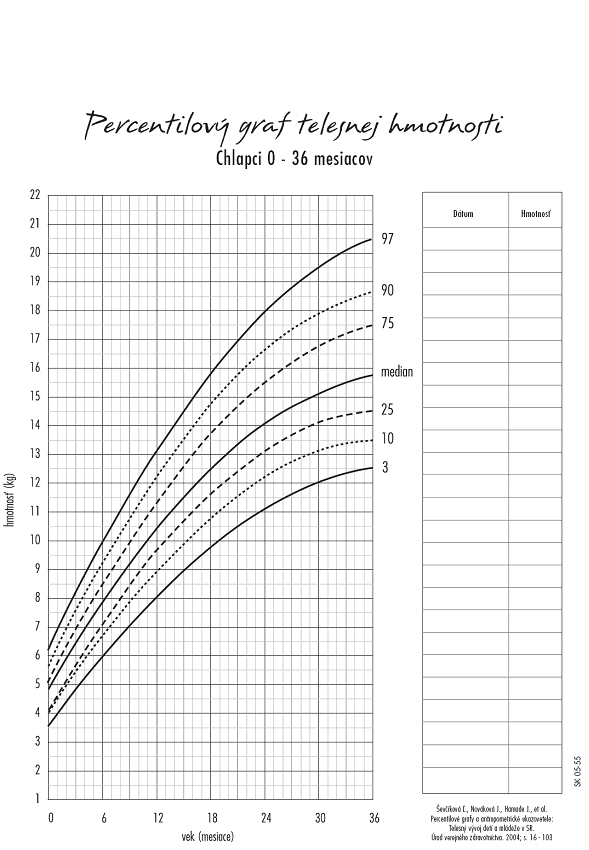 Percentilový graf telesnej hmotnosti
Chlapci 0 - 36 mesiacov
hmotnosť (kg)
22
21
20
19
18
17
16
15
14
13
12
11
10
9
8
7
6
5
4
3
2
1
97
90
75
median
25
10
3
0 6 12 18 24 30 36
vek (mesiace)
Dátum Hmotnosť
SK 05-55
Ševčíková Ľ., Nováková J., Hamade J., et al.
Percentilové grafy a antropometrické ukazovatele:
Telesný vývoj detí a mládeže v SR.
Úrad verejného zdravotníctva. 2004; s. 16 - 103